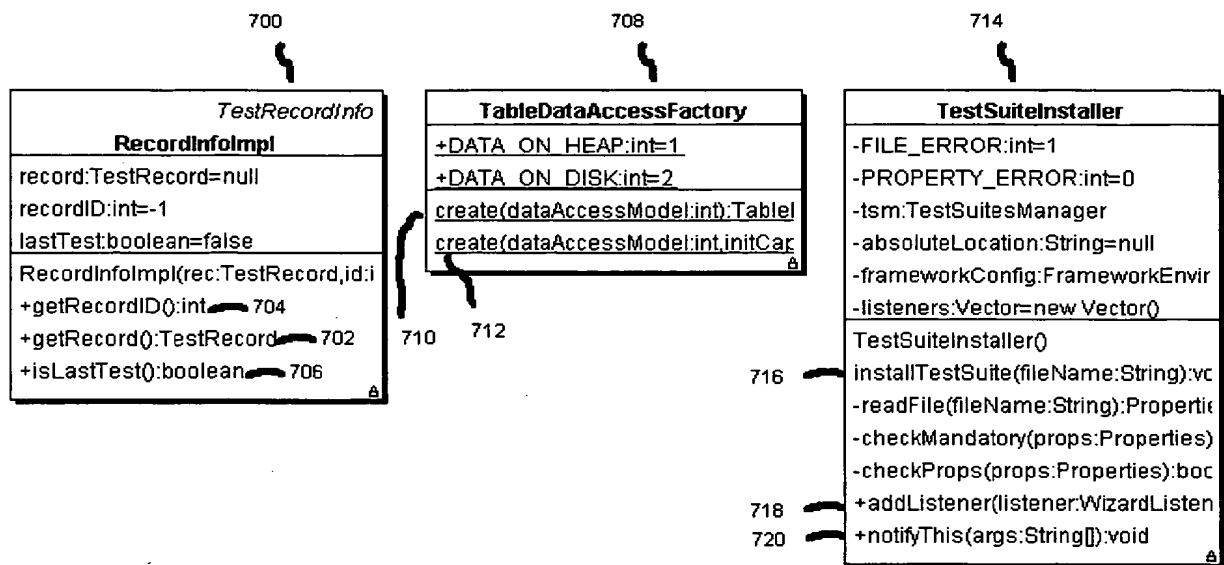 700
708
714
TestRecordInfo
RecordInfoImpl
record:TestRecord=null
recordID:int=-1
lastTest:boolean=false
RecordInfoImpl(rec:TestRecord,id:i
+getRecordID():int 704
+getRecord():TestRecord 702
+isLastTest():boolean 706
TableDataAccessFactory
+DATA_ON_HEAP:int=1
+DATA_ON_DISK:int=2
create(dataAccessModel:int):Tablel
create(dataAccessModel:int,initCap
710
712
TestSuiteInstaller
-FILE_ERROR:int=1
-PROPERTY_ERROR:int=0
-tsm:TestSuitesManager
-absoluteLocation:String=null
-frameworkConfig:FrameworkEnvir
-listeners:Vector=new Vector()
TestSuiteInstaller()
716 installTestSuite(fileName:String):vc
-readFile(fileName:String):Propertie
-checkMandatory(props:Properties)
-checkProps(props:Properties):boc
718 +addListener(listener:WizardListen
720 +notifyThis(args:String[]):void